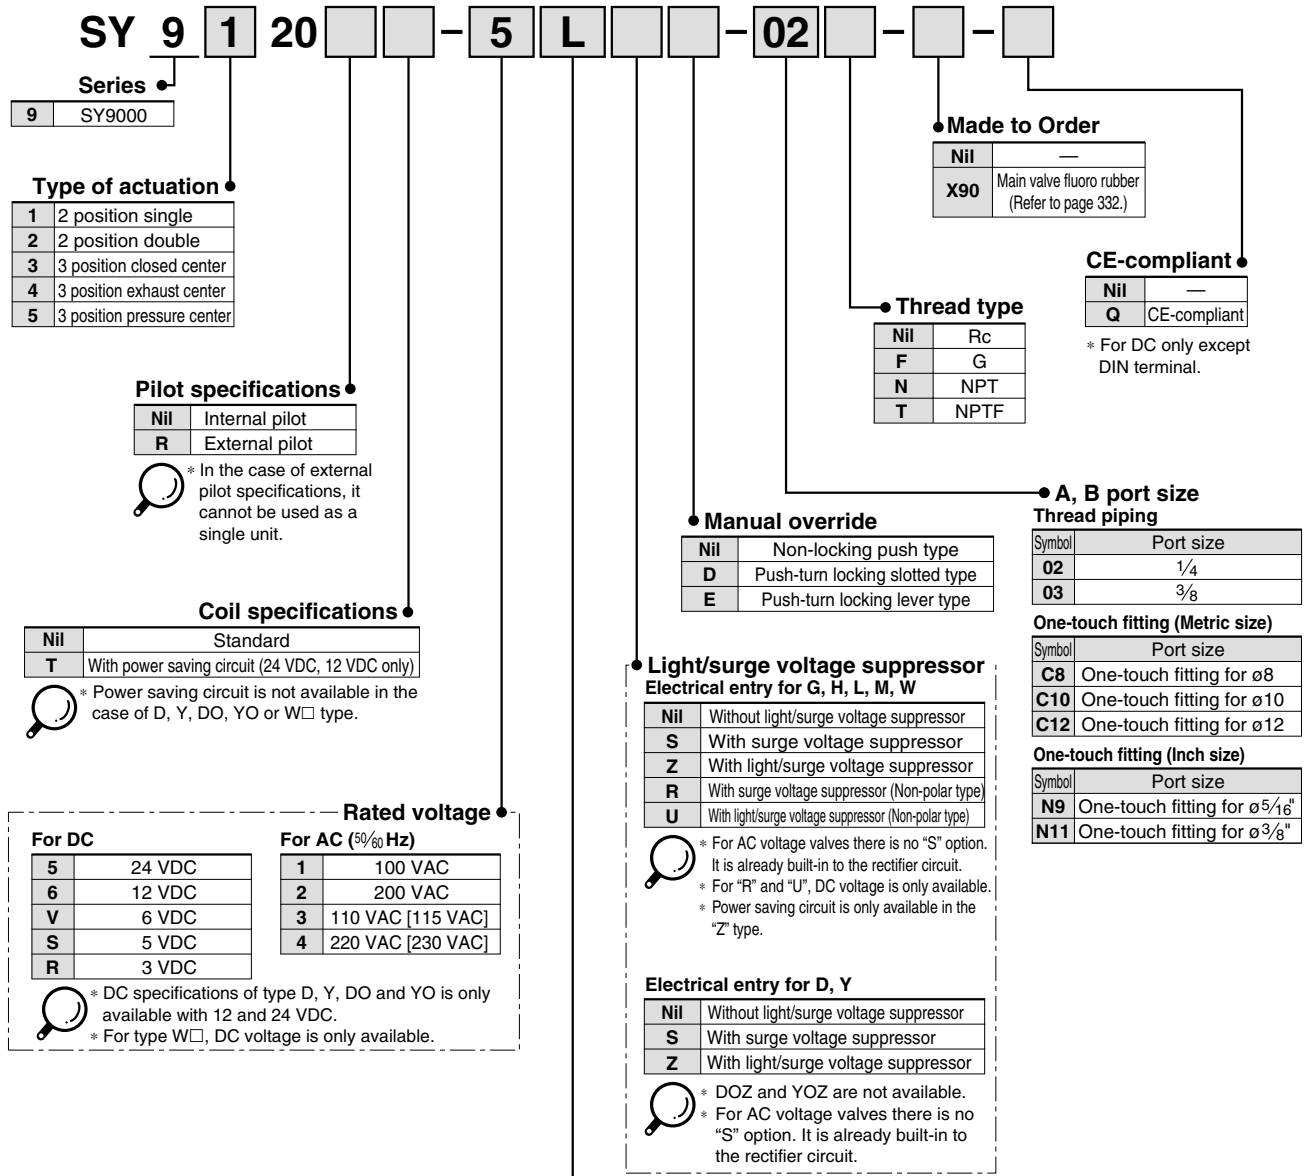 SY 9 1 20 – 5 L – 02 – –
Series
9 SY9000
Type of actuation
1 2 position single
2 2 position double
3 3 position closed center
4 3 position exhaust center
5 3 position pressure center
Pilot specifications
Nil Internal pilot
R External pilot
* In the case of external
pilot specifications, it
cannot be used as a
single unit.
Coil specifications
Nil Standard
T With power saving circuit (24 VDC, 12 VDC only)
* Power saving circuit is not available in the
case of D, Y, DO, YO or W□ type.
Rated voltage
For DC
5 24 VDC
6 12 VDC
V 6 VDC
S 5 VDC
R 3 VDC
For AC (50/60 Hz)
1 100 VAC
2 200 VAC
3 110 VAC [115 VAC]
4 220 VAC [230 VAC]
* DC specifications of type D, Y, DO and YO is only
available with 12 and 24 VDC.
* For type W□, DC voltage is only available.
Light/surge voltage suppressor
Electrical entry for G, H, L, M, W
Nil Without light/surge voltage suppressor
S With surge voltage suppressor
Z With light/surge voltage suppressor
R With surge voltage suppressor (Non-polar type)
U With light/surge voltage suppressor (Non-polar type)
* For AC voltage valves there is no "S" option.
It is already built-in to the rectifier circuit.
* For "R" and "U", DC voltage is only available.
* Power saving circuit is only available in the
"Z" type.
Electrical entry for D, Y
Nil Without light/surge voltage suppressor
S With surge voltage suppressor
Z With light/surge voltage suppressor
* DOZ and YOZ are not available.
* For AC voltage valves there is no
"S" option. It is already built-in to
the rectifier circuit.
Manual override
Nil Non-locking push type
D Push-turn locking slotted type
E Push-turn locking lever type
A, B port size
Thread piping
Symbol Port size
02 1/4
03 3/8
One-touch fitting (Metric size)
Symbol Port size
C8 One-touch fitting for ø8
C10 One-touch fitting for ø10
C12 One-touch fitting for ø12
One-touch fitting (Inch size)
Symbol Port size
N9 One-touch fitting for ø5/16"
N11 One-touch fitting for ø3/8"
Thread type
Nil Rc
F G
N NPT
T NPTF
Made to Order
Nil —
X90 Main valve fluoro rubber
(Refer to page 332.)
CE-compliant
Nil —
Q CE-compliant
* For DC only except
DIN terminal.